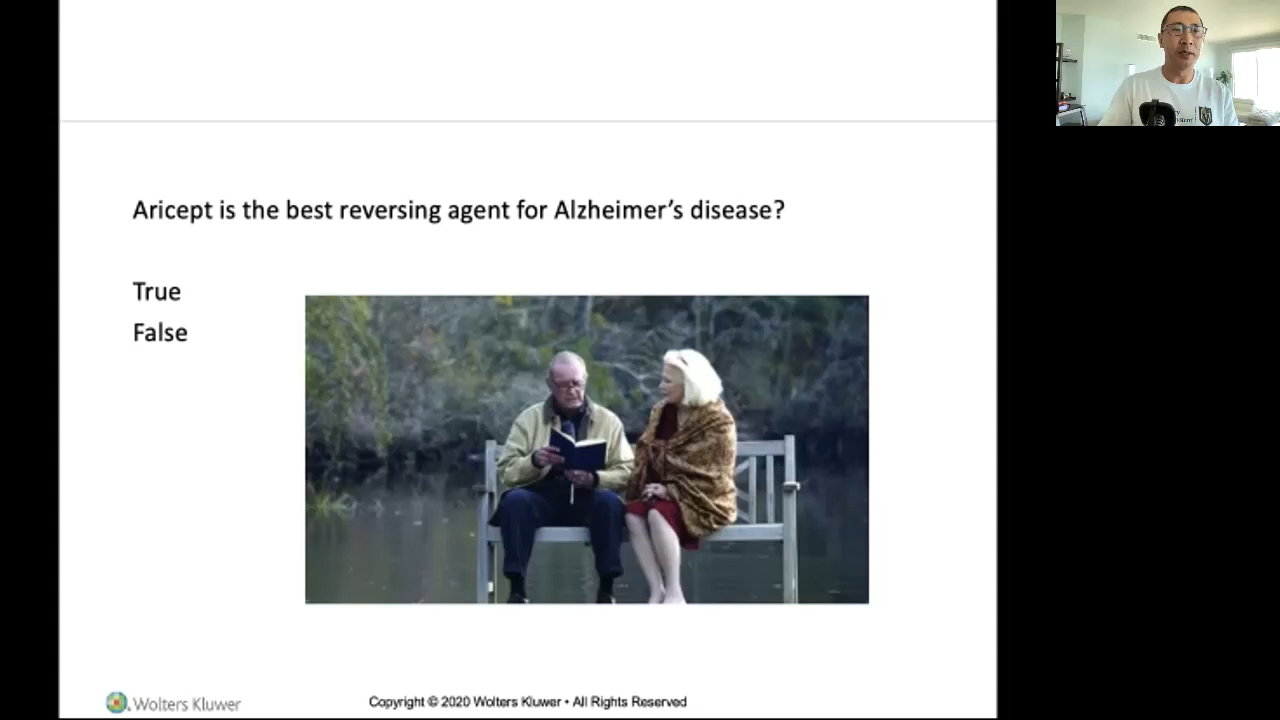 Aricept is the best reversing agent for Alzheimer’s disease?
True
False
Wolters Kluwer
Copyright © 2020 Wolters Kluwer • All Rights Reserved